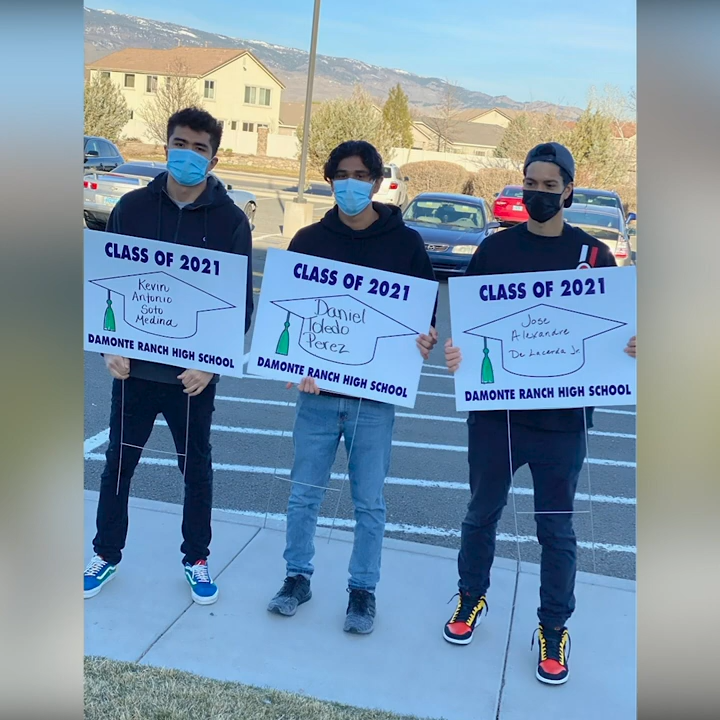 CLASS OF 2021
Kevin
Antonio
Soto
Medina
DAMONTE RANCH HIGH SCHOOL
CLASS OF 2021
Daniel
Toledo
Perez
DAMONTE RANCH HIGH SCHOOL
CLASS OF 2021
Jose
Alexandre
De Lacerda Jr
DAMONTE RANCH HIGH SCHOOL